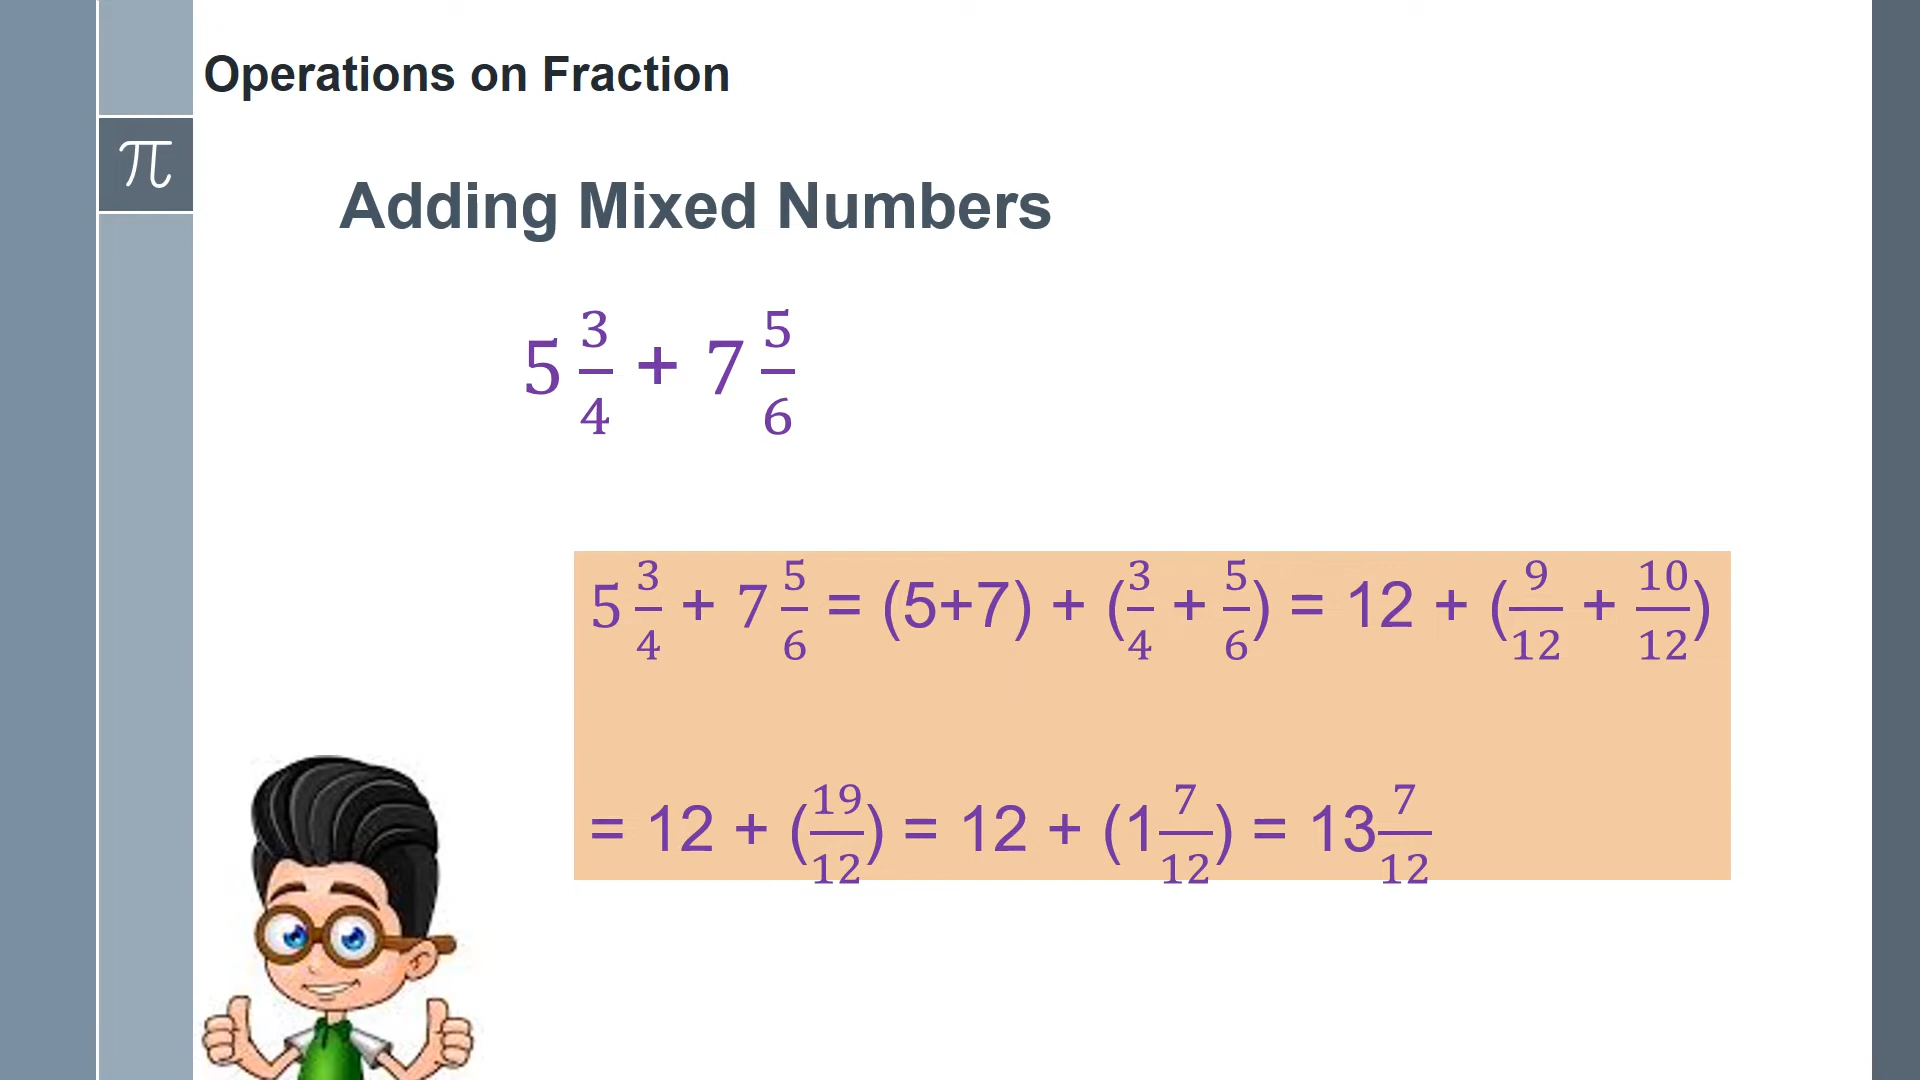 Operations on Fraction
π
Adding Mixed Numbers
5 3/4 + 7 5/6
5 3/4 + 7 5/6 = (5+7) + (3/4 + 5/6) = 12 + (9/12 + 10/12)
= 12 + (19/12) = 12 + (1 7/12) = 13 7/12